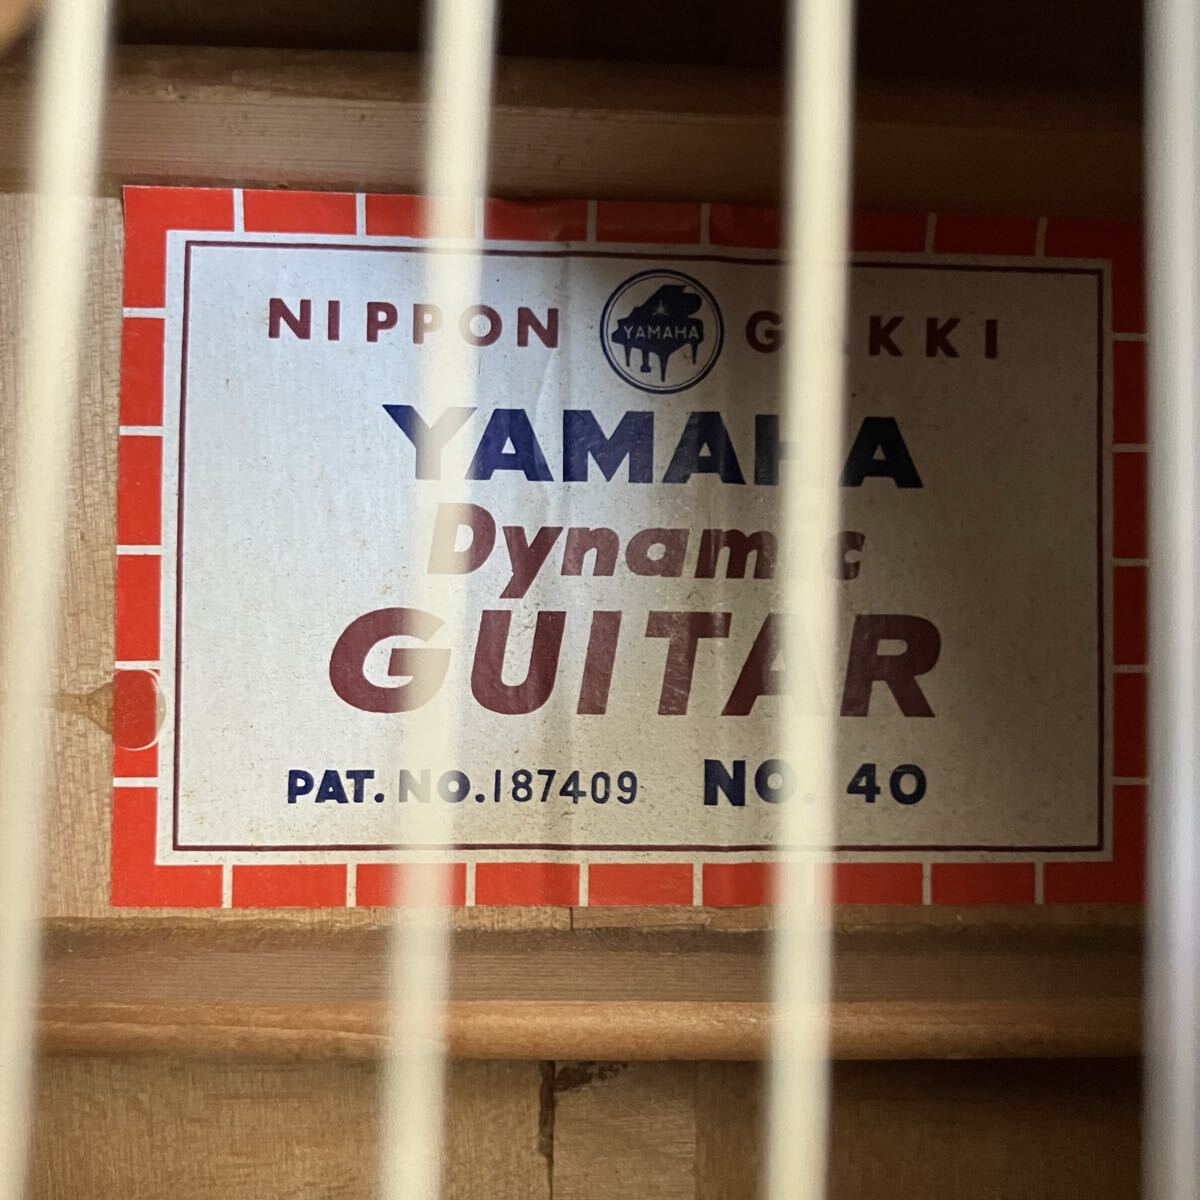 NIPPON YAMAHA GAKKI
YAMAHA
Dynamic
GUITAR
PAT. NO. 187409 NO. 40